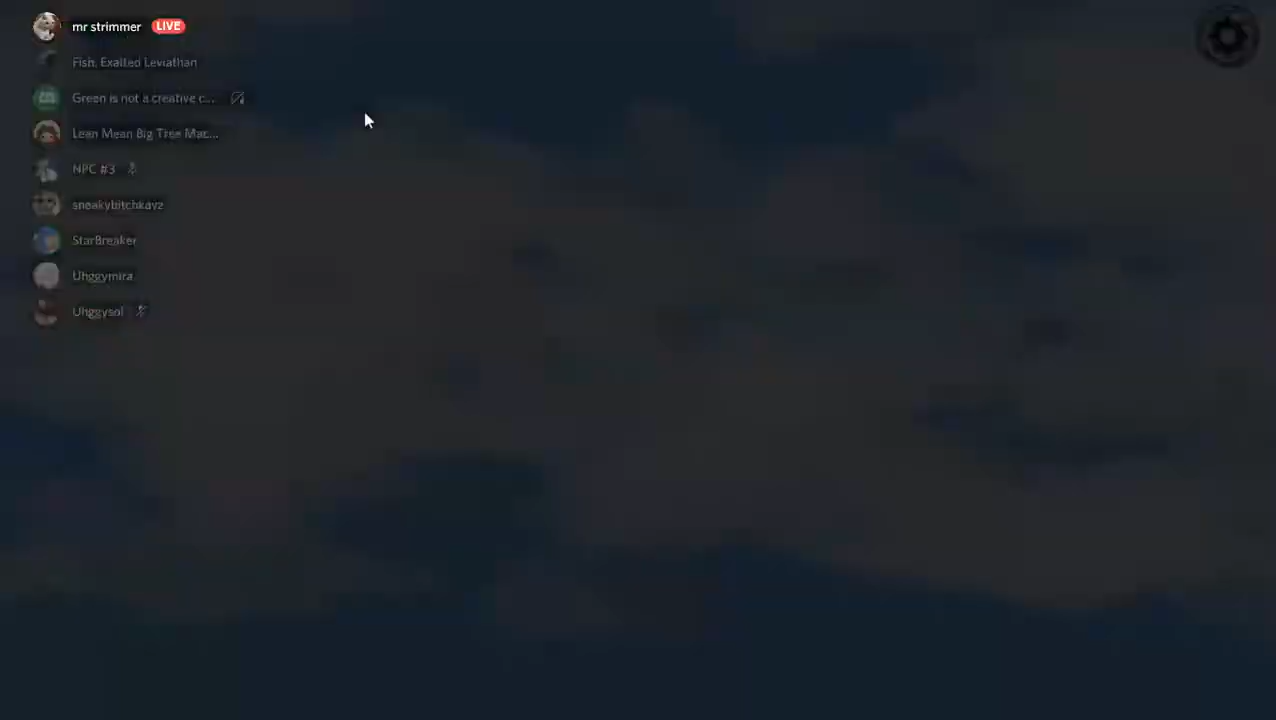 mr strimmer LIVE
Fish, Exalted Leviathan
Green is not a creative c...
Lean Mean Big Tree Mac...
NPC #3
sneakybitchkayz
StarBreaker
Uhggymira
Uhggysol